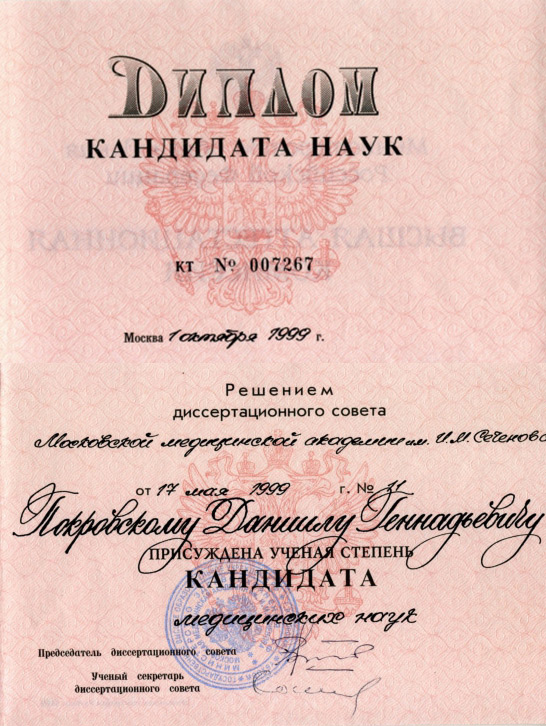 ДИПЛОМ
КАНДИДАТА НАУК
КТ № 007267
Москва 1 октября 1999 г.
Решением
диссертационного совета
Московской медицинской академии им. И.М. Сеченова
от 17 мая 1999 г. № 11
Покровскому Даниилу Геннадьевичу
ПРИСУЖДЕНА УЧЕНАЯ СТЕПЕНЬ
КАНДИДАТА
медицинских наук
Председатель диссертационного совета
Ученый секретарь
диссертационного совета